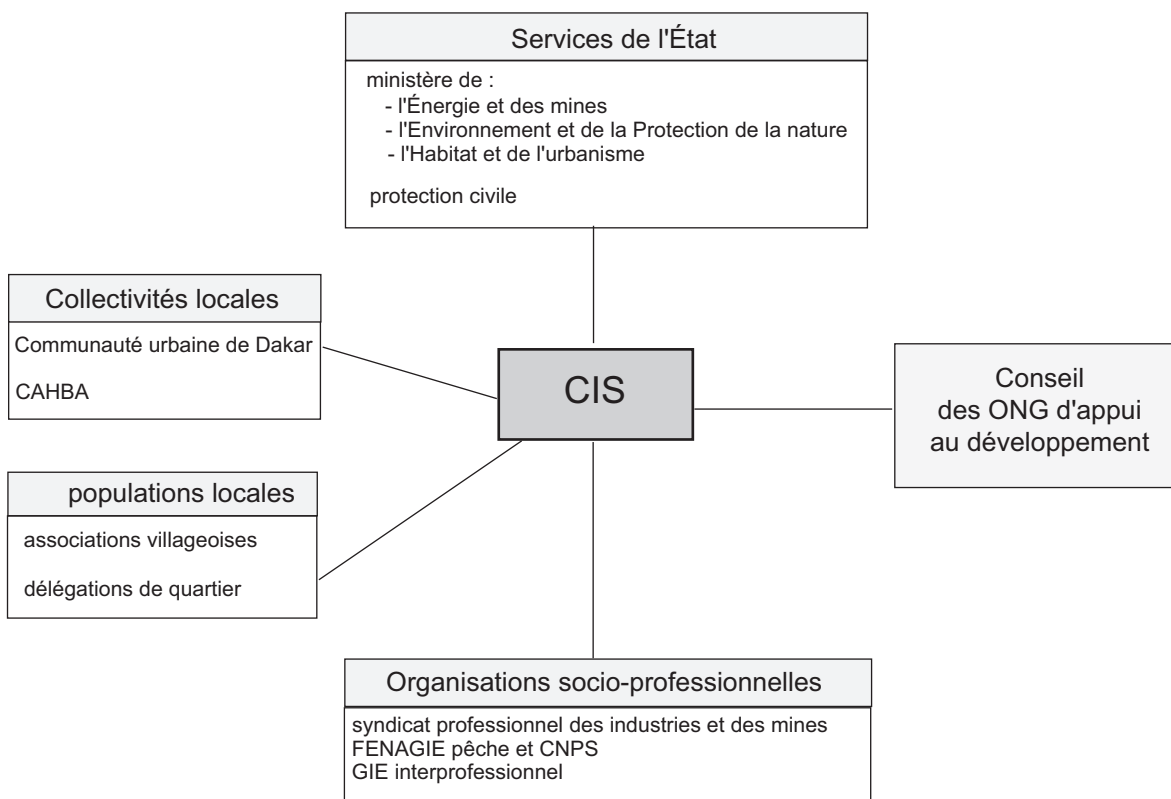 Services de l'État
ministère de :
- l'Énergie et des mines
- l'Environnement et de la Protection de la nature
- l'Habitat et de l'urbanisme
protection civile
Collectivités locales
Communauté urbaine de Dakar
CAHBA
CIS
Conseil
des ONG d'appui
au développement
populations locales
associations villageoises
délégations de quartier
Organisations socio-professionnelles
syndicat professionnel des industries et des mines
FENAGIE pêche et CNPS
GIE interprofessionnel